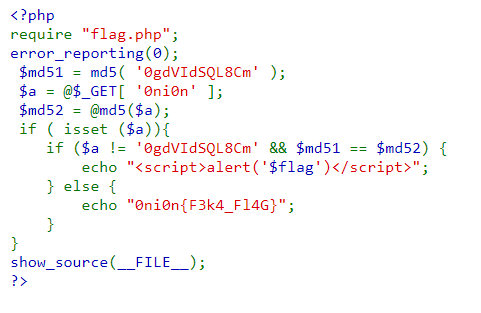 <?php
require "flag.php";
error_reporting(0);
$md51 = md5( '0gdVIdSQL8Cm' );
$a = @$_GET[ '0ni0n' ];
$md52 = @md5($a);
if ( isset ($a)){
if ($a != '0gdVIdSQL8Cm' && $md51 == $md52) {
echo "<script>alert('$flag')</script>";
} else {
echo "0ni0n{F3k4_Fl4G}";
}
}
show_source(__FILE__);
?>